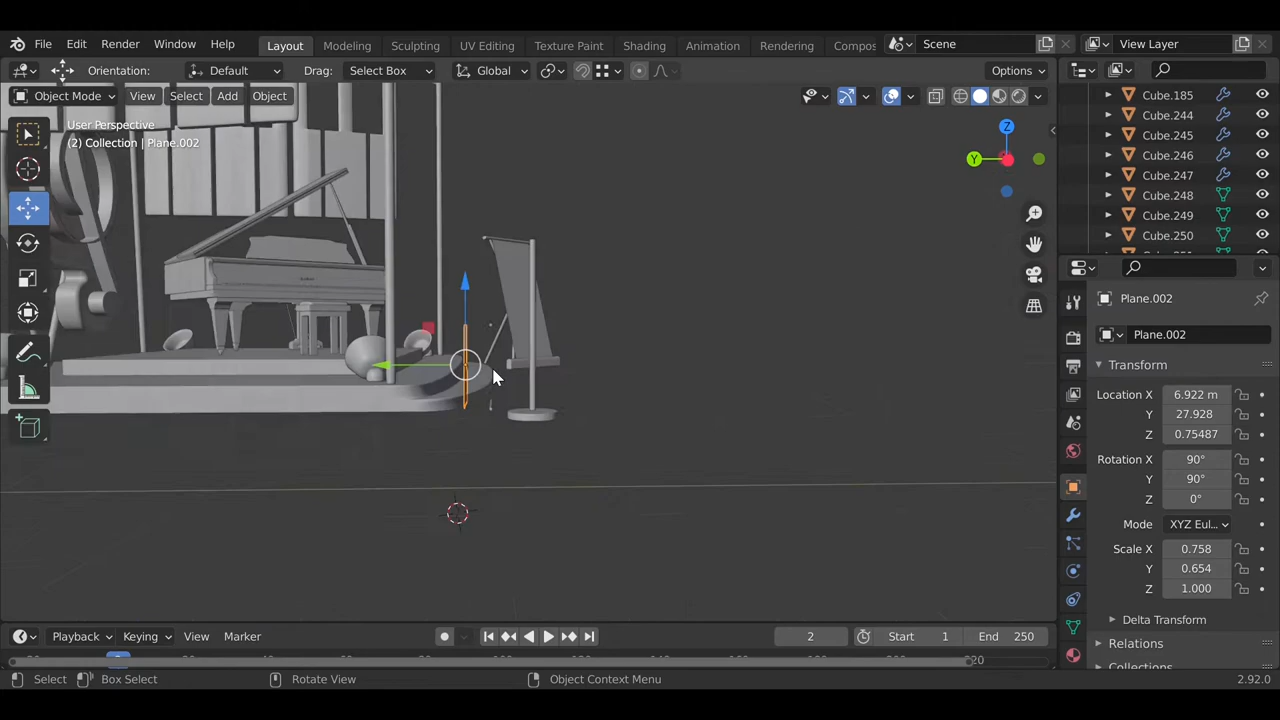 File Edit Render Window Help Layout Modeling Sculpting UV Editing Texture Paint Shading Animation Rendering Compos Scene View Layer
Orientation: Default Drag: Select Box Global Options
Object Mode View Select Add Object
User Perspective
(2) Collection | Plane.002
Z
Y
Cube.185
Cube.244
Cube.245
Cube.246
Cube.247
Cube.248
Cube.249
Cube.250
Plane.002
Plane.002
Transform
Location X 6.922 m
Y 27.928
Z 0.75487
Rotation X 90°
Y 90°
Z 0°
Mode XYZ Eul...
Scale X 0.758
Y 0.654
Z 1.000
Delta Transform
Relations
Collections
Playback Keying View Marker 2 Start 1 End 250
Select Box Select Rotate View Object Context Menu 2.92.0